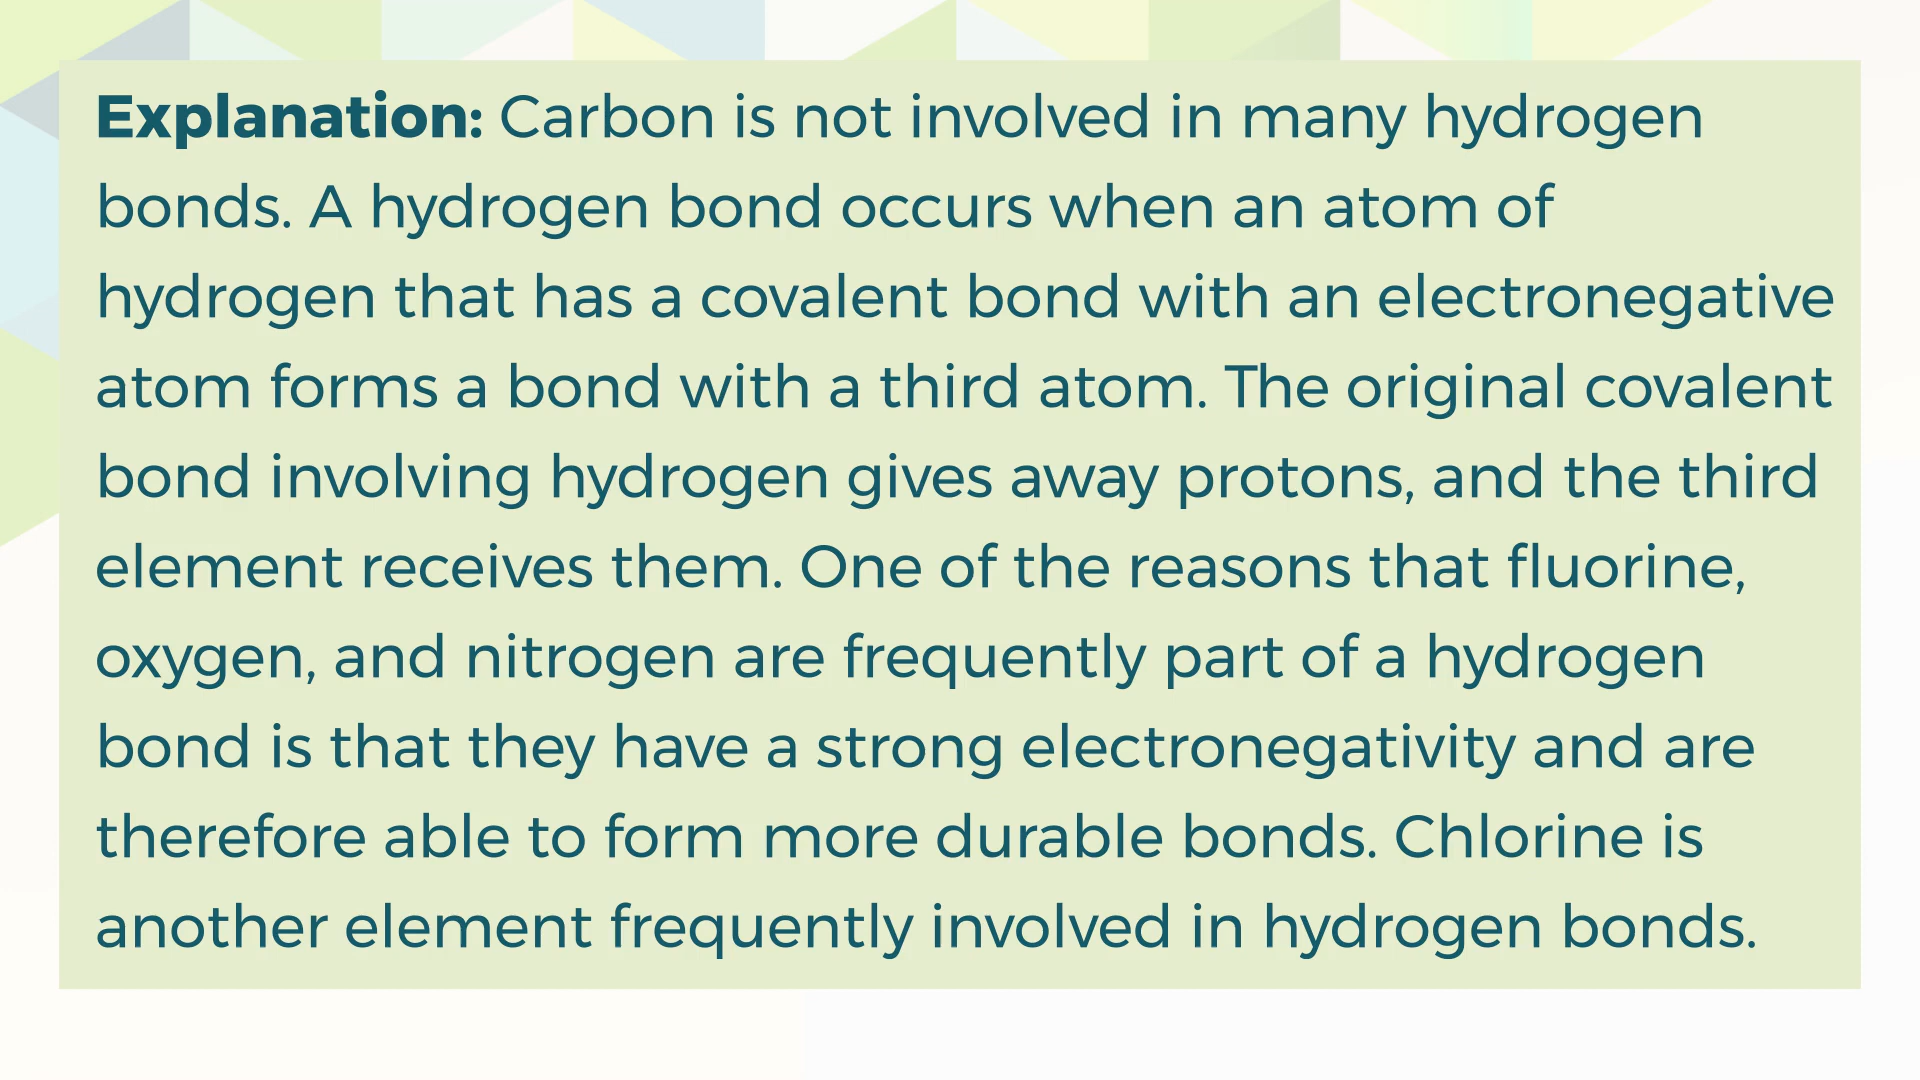 Explanation: Carbon is not involved in many hydrogen
bonds. A hydrogen bond occurs when an atom of
hydrogen that has a covalent bond with an electronegative
atom forms a bond with a third atom. The original covalent
bond involving hydrogen gives away protons, and the third
element receives them. One of the reasons that fluorine,
oxygen, and nitrogen are frequently part of a hydrogen
bond is that they have a strong electronegativity and are
therefore able to form more durable bonds. Chlorine is
another element frequently involved in hydrogen bonds.